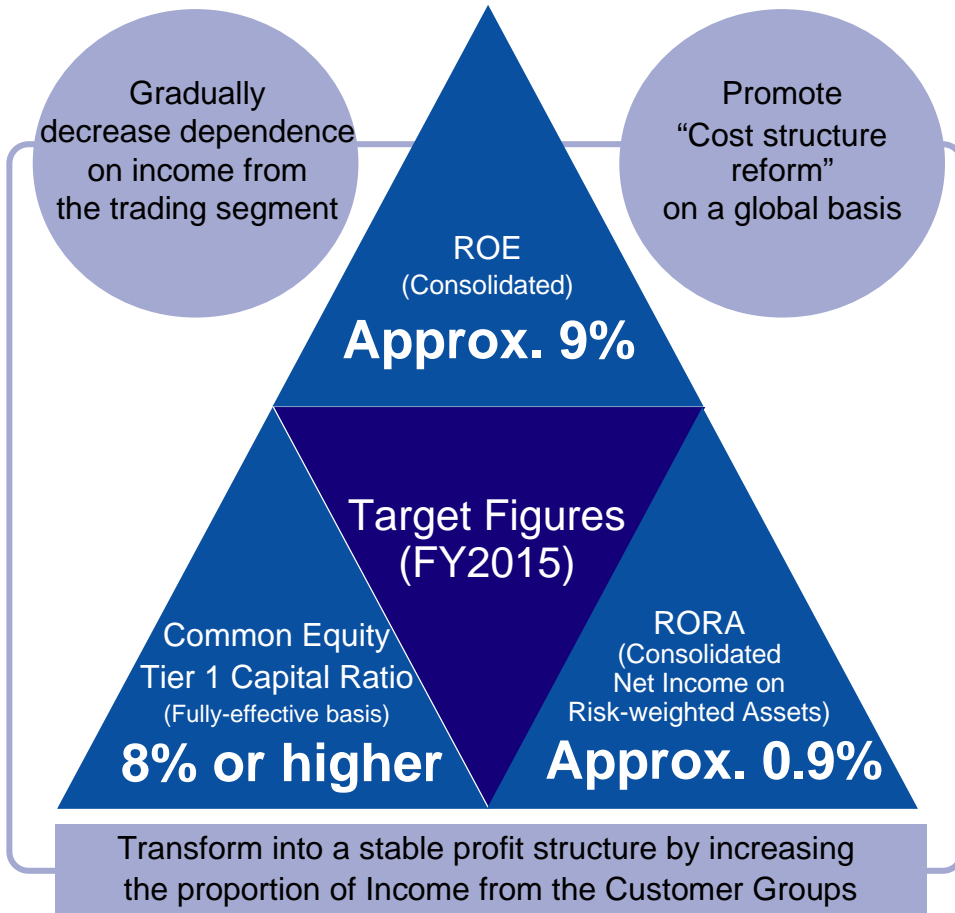 Gradually
decrease dependence
on income from
the trading segment
Promote
“Cost structure
reform”
on a global basis
ROE
(Consolidated)
Approx. 9%
Target Figures
(FY2015)
Common Equity
Tier 1 Capital Ratio
(Fully-effective basis)
8% or higher
RORA
(Consolidated
Net Income on
Risk-weighted Assets)
Approx. 0.9%
Transform into a stable profit structure by increasing
the proportion of Income from the Customer Groups